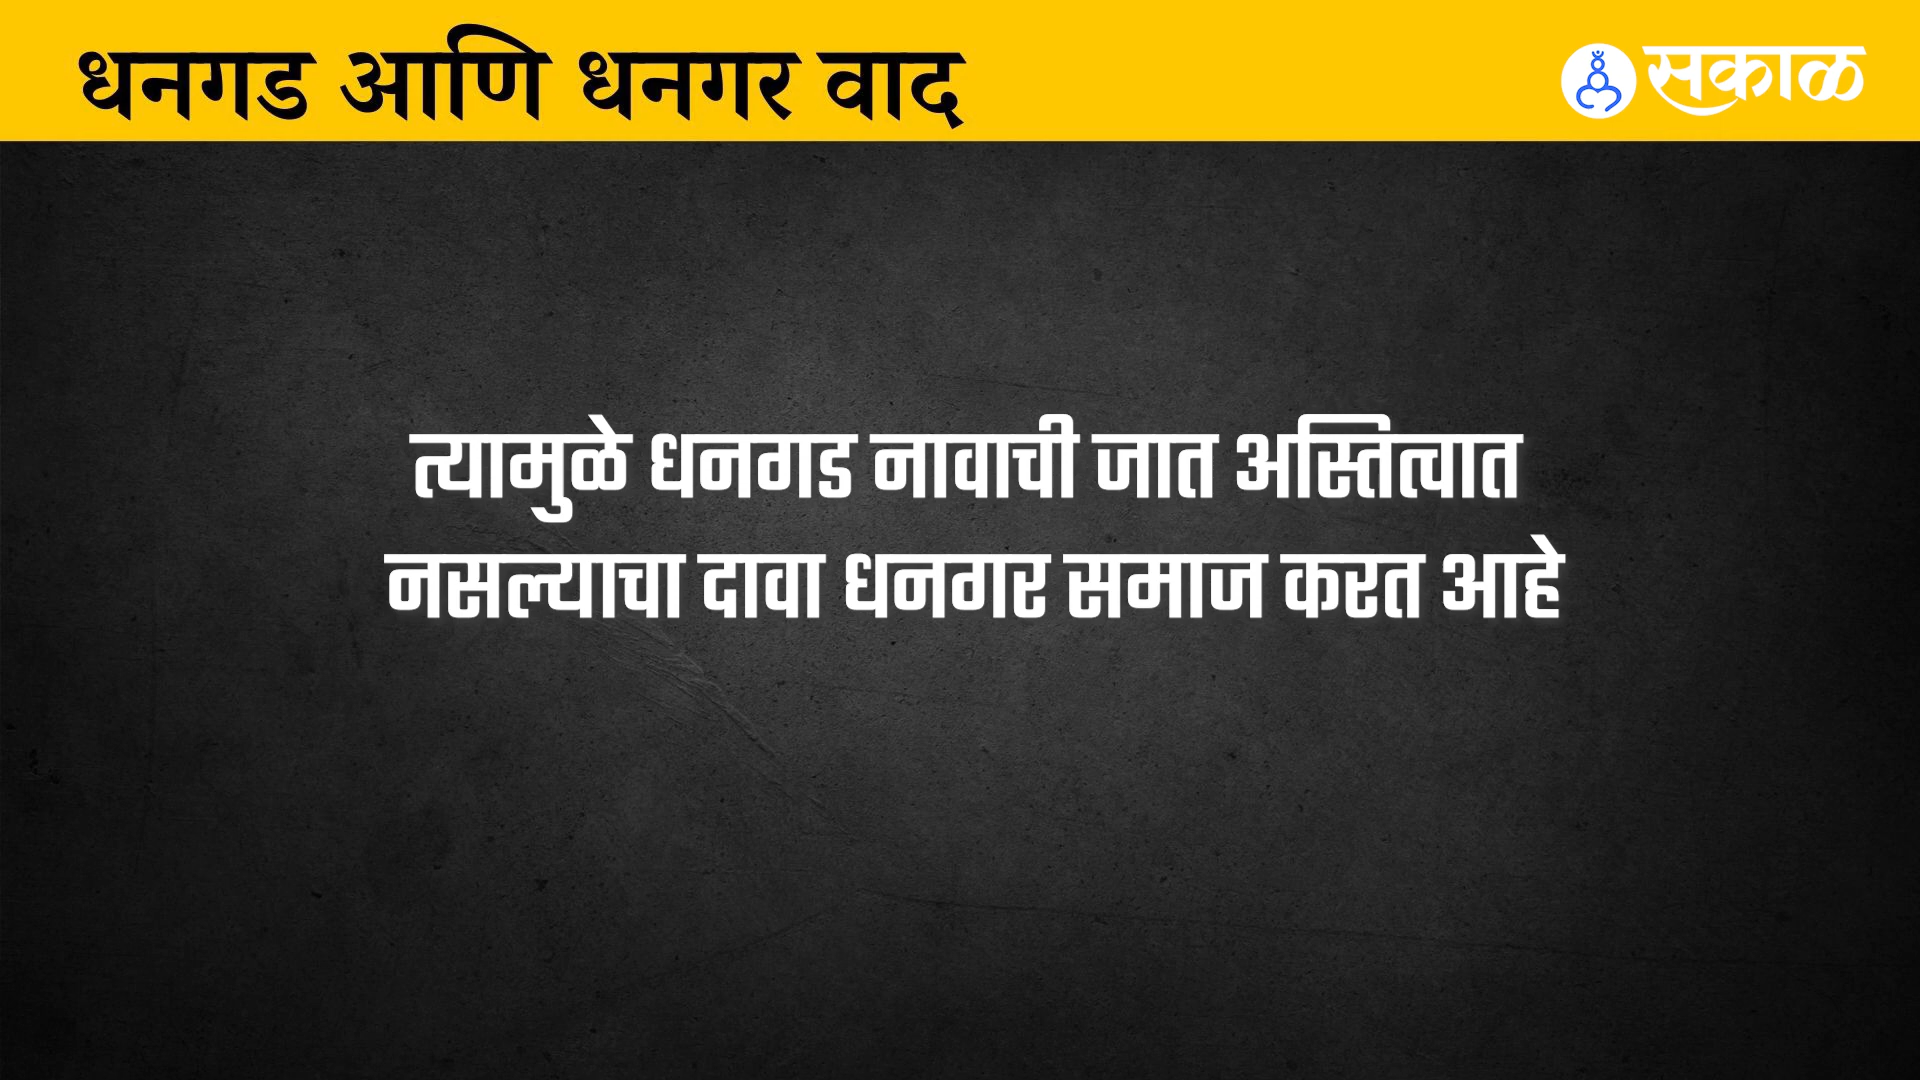 धनगड आणि धनगर वाद
सकाळ
त्यामुळे धनगड नावाची जात अस्तित्वात
नसल्याचा दावा धनगर समाज करत आहे